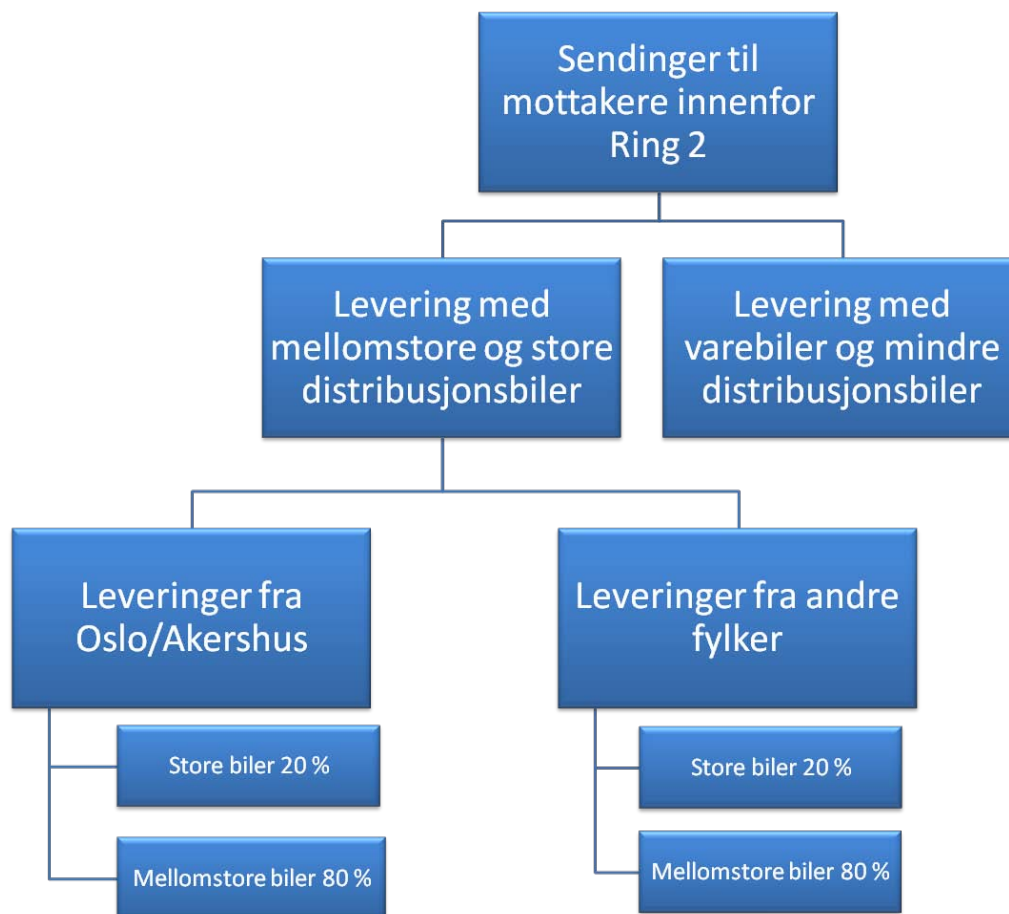 Sendinger til
mottakere innenfor
Ring 2
Levering med
mellomstore og store
distribusjonsbiler
Levering med
varebiler og mindre
distribusjonsbiler
Leveringer fra
Oslo/Akershus
Store biler 20 %
Mellomstore biler 80 %
Leveringer fra andre
fylker
Store biler 20 %
Mellomstore biler 80 %